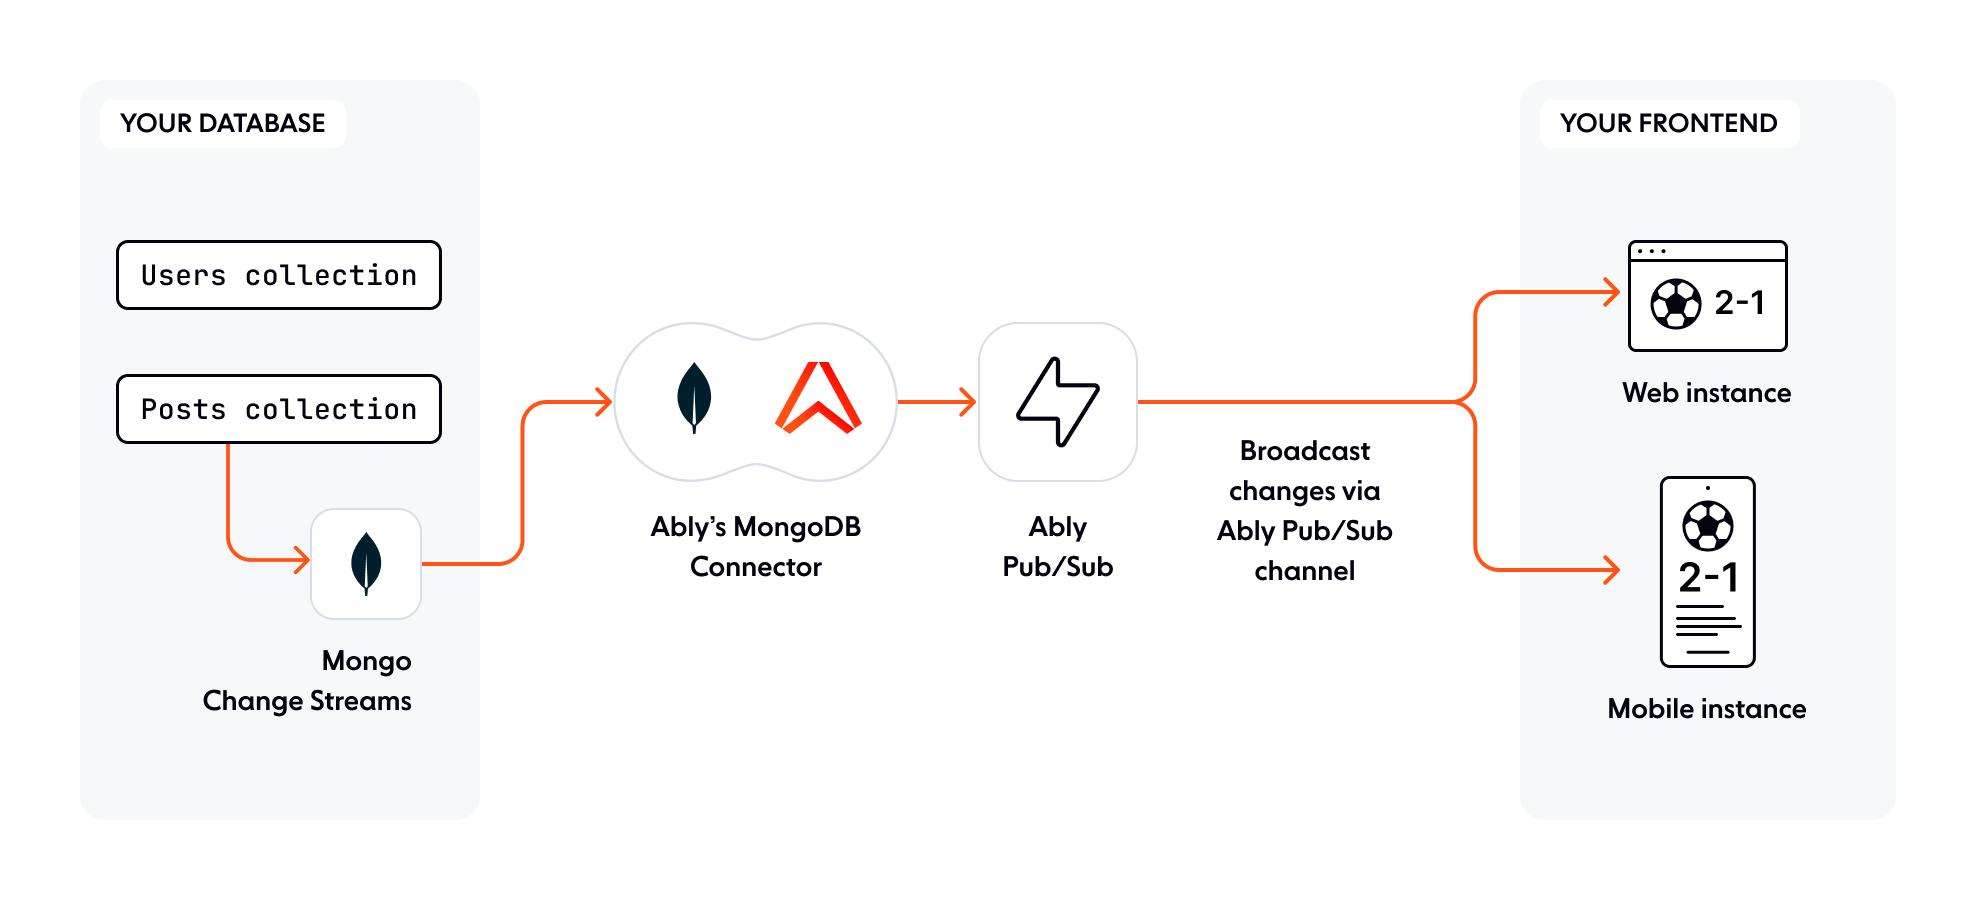 YOUR DATABASE
Users collection
Posts collection
Mongo
Change Streams
Ably’s MongoDB
Connector
Ably
Pub/Sub
Broadcast
changes via
Ably Pub/Sub
channel
YOUR FRONTEND
2-1
Web instance
2-1
Mobile instance